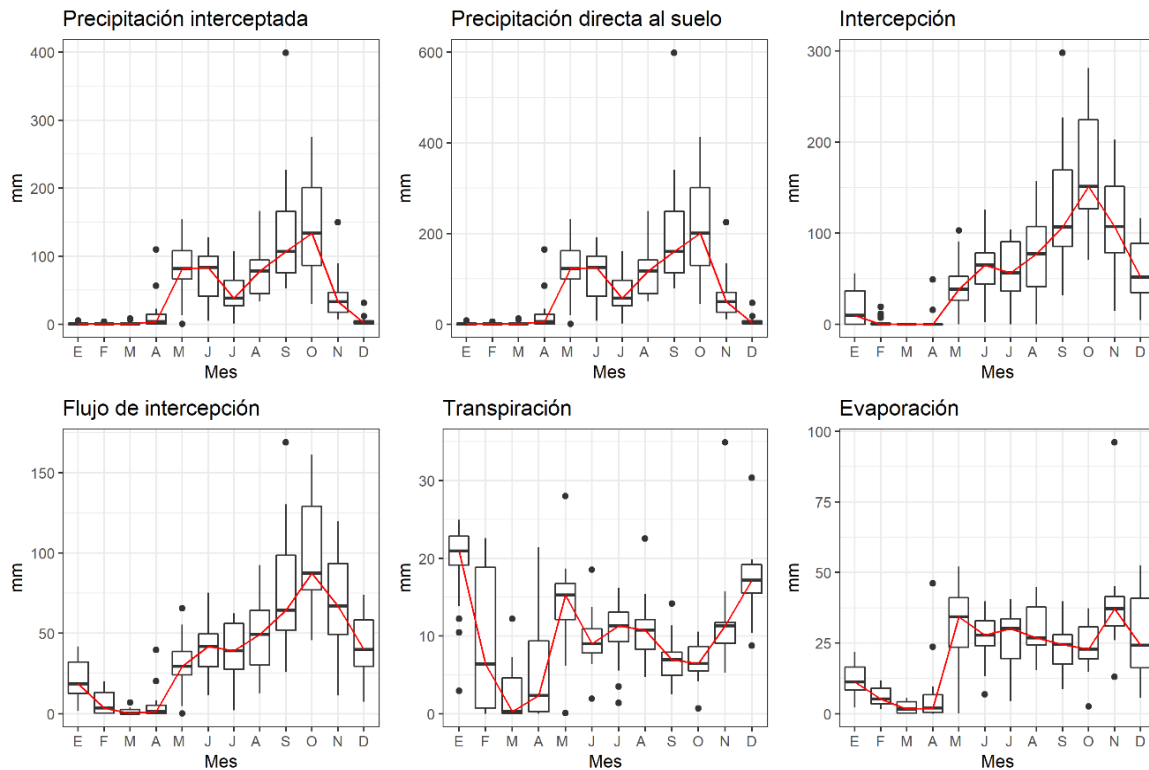 Precipitación interceptada
400
300
200
100
0
mm
E F M A M J J A S O N D
Mes
Precipitación directa al suelo
600
400
200
0
mm
E F M A M J J A S O N D
Mes
Intercepción
300
200
100
0
mm
E F M A M J J A S O N D
Mes
Flujo de intercepción
150
100
50
0
mm
E F M A M J J A S O N D
Mes
Transpiración
30
20
10
0
mm
E F M A M J J A S O N D
Mes
Evaporación
100
75
50
25
0
mm
E F M A M J J A S O N D
Mes